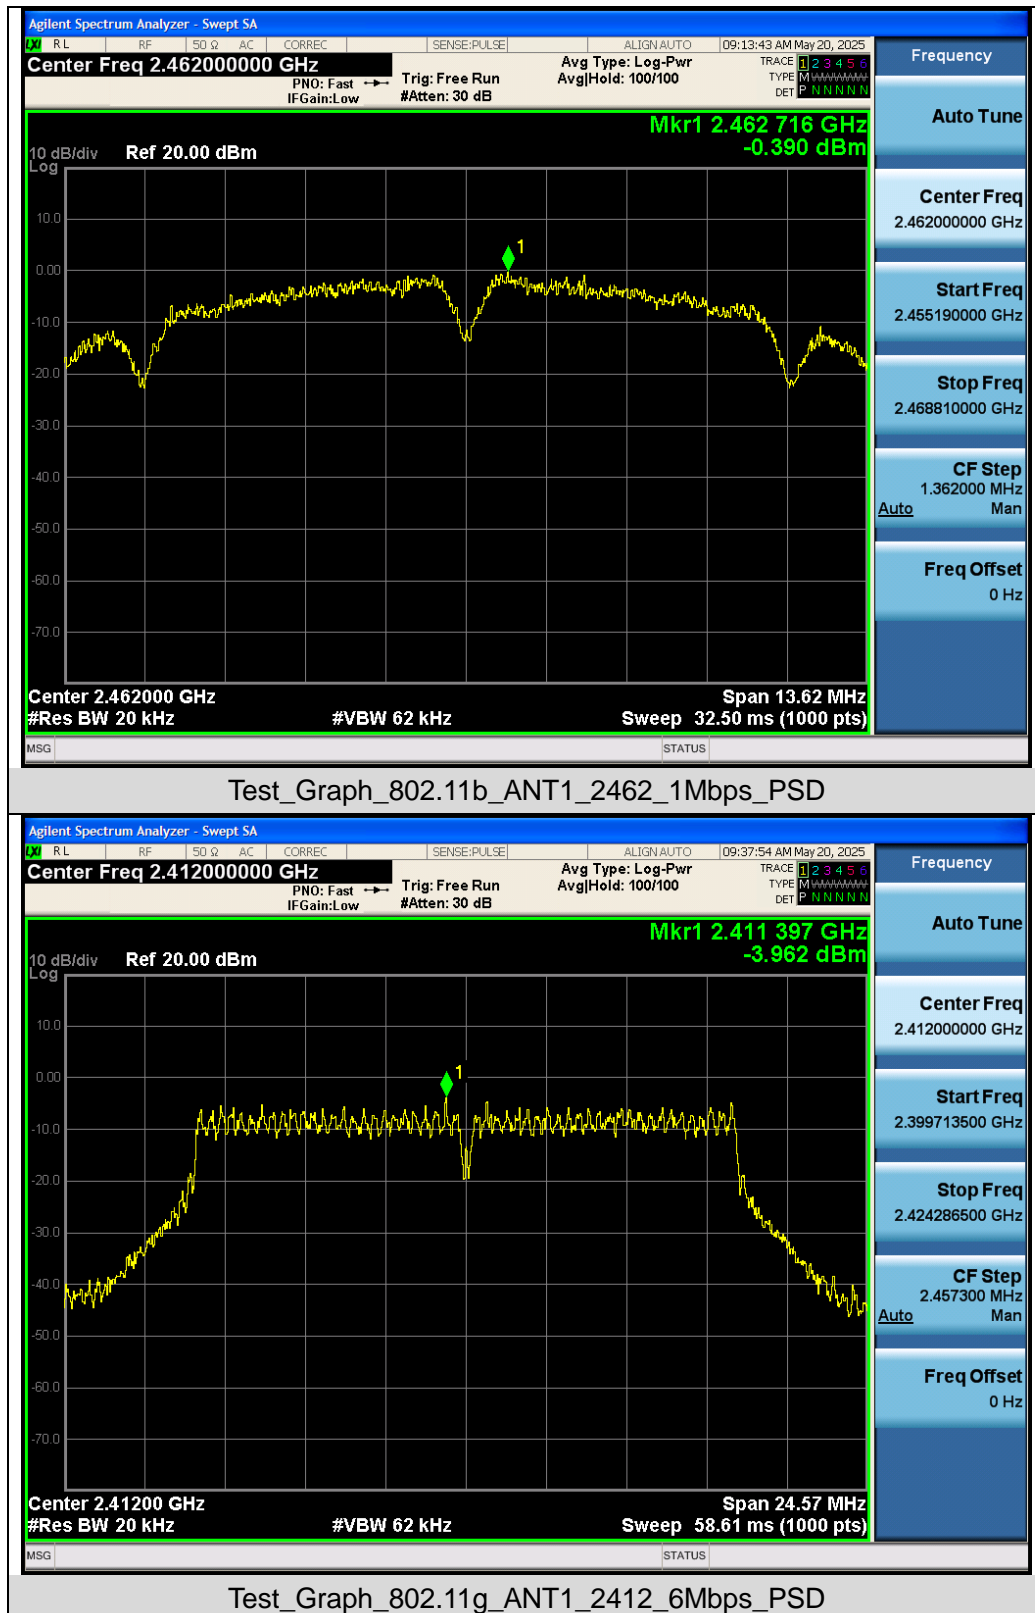 Agilent Spectrum Analyzer - Swept SA
LXI RL RF 50 Ω AC CORREC SENSE:PULSE ALIGN AUTO 09:13:43 AM May 20, 2025
Center Freq 2.462000000 GHz
PNO: Fast
IFGain:Low
Trig: Free Run
#Atten: 30 dB
Avg Type: Log-Pwr
Avg|Hold: 100/100
TRACE 1 2 3 4 5 6
TYPE M WWWWW
DET P N N N N N
Mkr1 2.462 716 GHz
-0.390 dBm
10 dB/div Ref 20.00 dBm
Log
10.0
0.00
-10.0
-20.0
-30.0
-40.0
-50.0
-60.0
-70.0
1
Center 2.462000 GHz Span 13.62 MHz
#Res BW 20 kHz #VBW 62 kHz Sweep 32.50 ms (1000 pts)
MSG STATUS
Frequency
Auto Tune
Center Freq
2.462000000 GHz
Start Freq
2.455190000 GHz
Stop Freq
2.468810000 GHz
CF Step
1.362000 MHz
Auto Man
Freq Offset
0 Hz
Test_Graph_802.11b_ANT1_2462_1Mbps_PSD
Agilent Spectrum Analyzer - Swept SA
LXI RL RF 50 Ω AC CORREC SENSE:PULSE ALIGN AUTO 09:37:54 AM May 20, 2025
Center Freq 2.412000000 GHz
PNO: Fast
IFGain:Low
Trig: Free Run
#Atten: 30 dB
Avg Type: Log-Pwr
Avg|Hold: 100/100
TRACE 1 2 3 4 5 6
TYPE M WWWWW
DET P N N N N N
Mkr1 2.411 397 GHz
-3.962 dBm
10 dB/div Ref 20.00 dBm
Log
10.0
0.00
-10.0
-20.0
-30.0
-40.0
-50.0
-60.0
-70.0
1
Center 2.41200 GHz Span 24.57 MHz
#Res BW 20 kHz #VBW 62 kHz Sweep 58.61 ms (1000 pts)
MSG STATUS
Frequency
Auto Tune
Center Freq
2.412000000 GHz
Start Freq
2.399713500 GHz
Stop Freq
2.424286500 GHz
CF Step
2.457300 MHz
Auto Man
Freq Offset
0 Hz
Test_Graph_802.11g_ANT1_2412_6Mbps_PSD